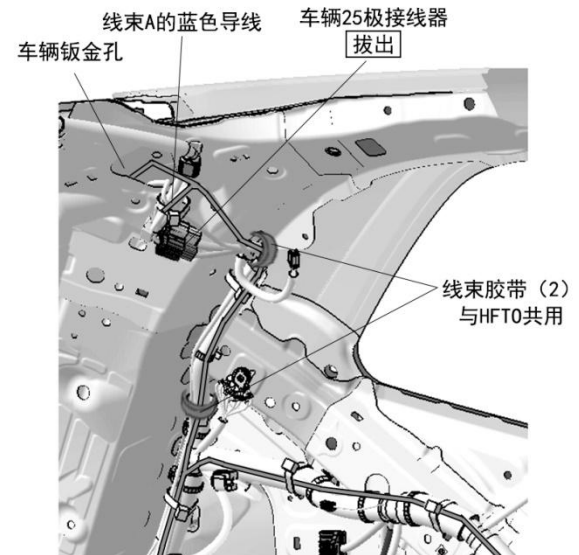 线束A的蓝色导线
车辆25极接线器
拔出
车辆钣金孔
线束胶带（2）
与HFTO共用